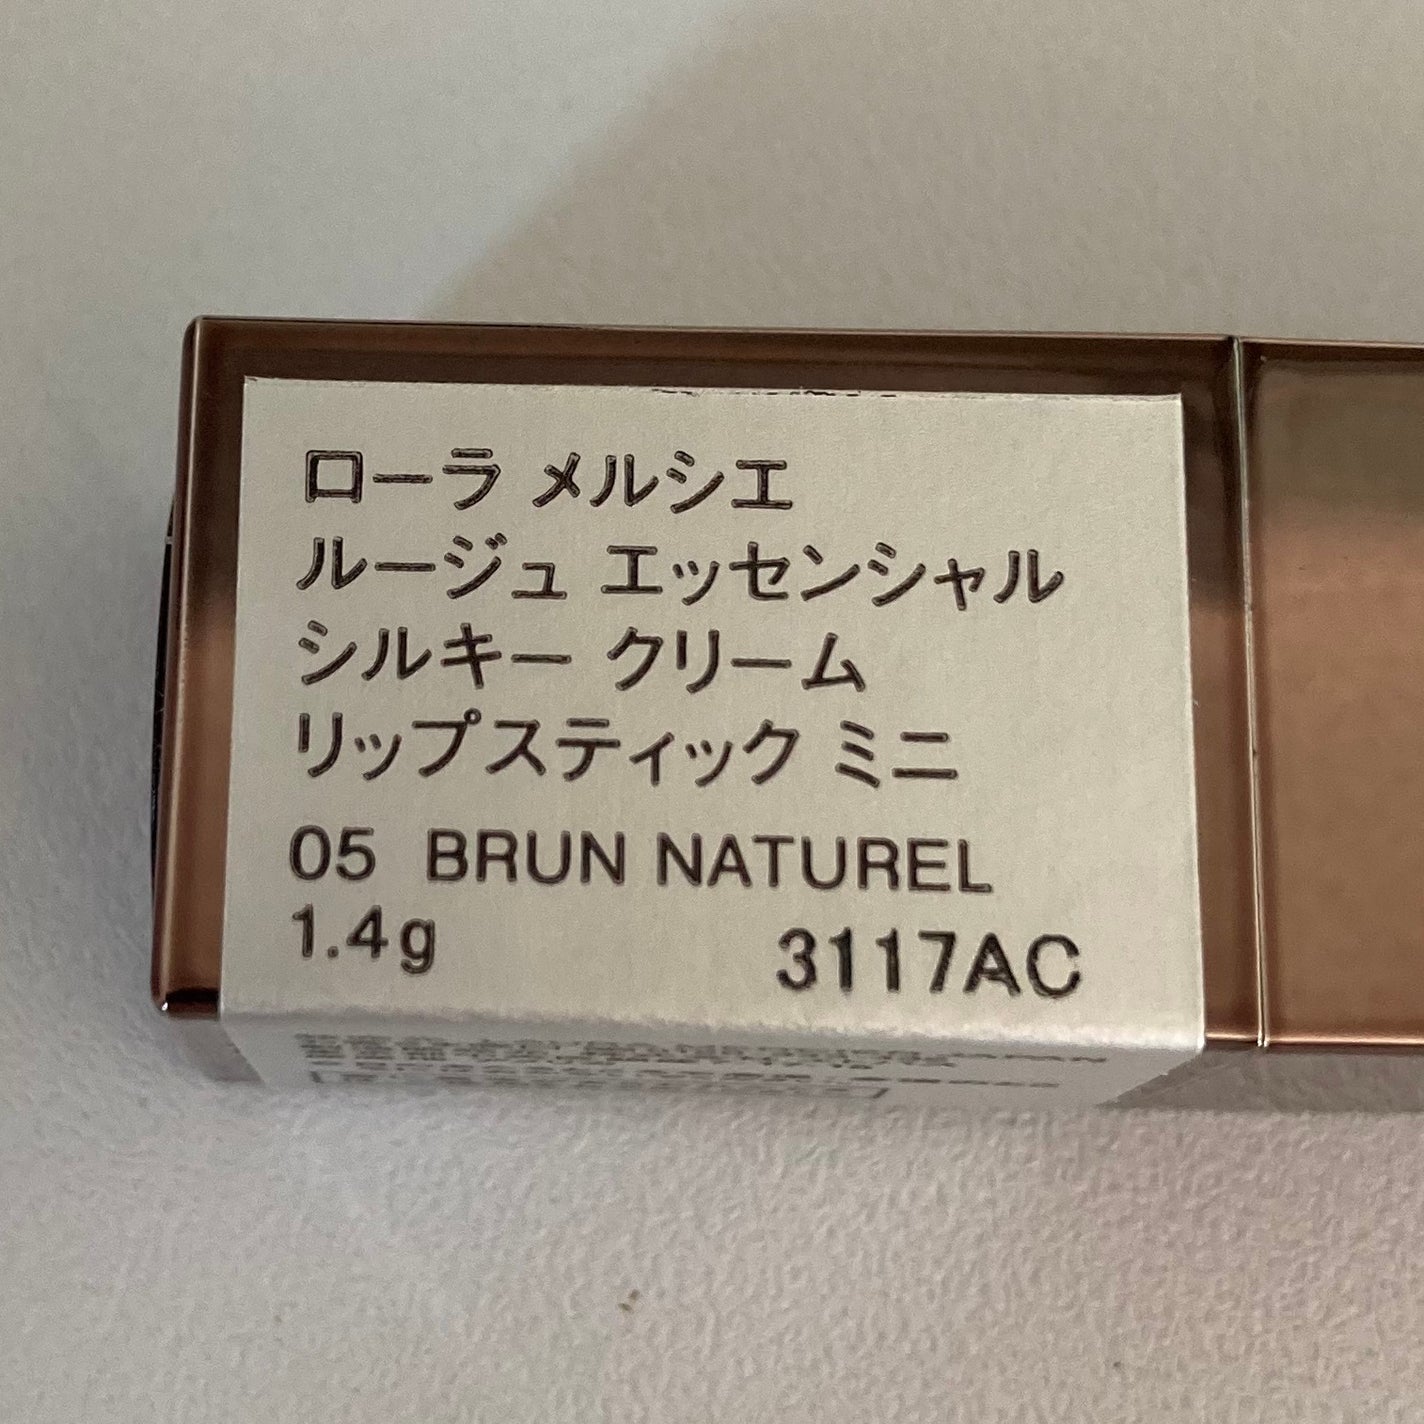 ローラ メルシエ
ルージュ エッセンシャル
シルキー クリーム
リップスティック ミニ
05 BRUN NATUREL
1.4g 3117AC